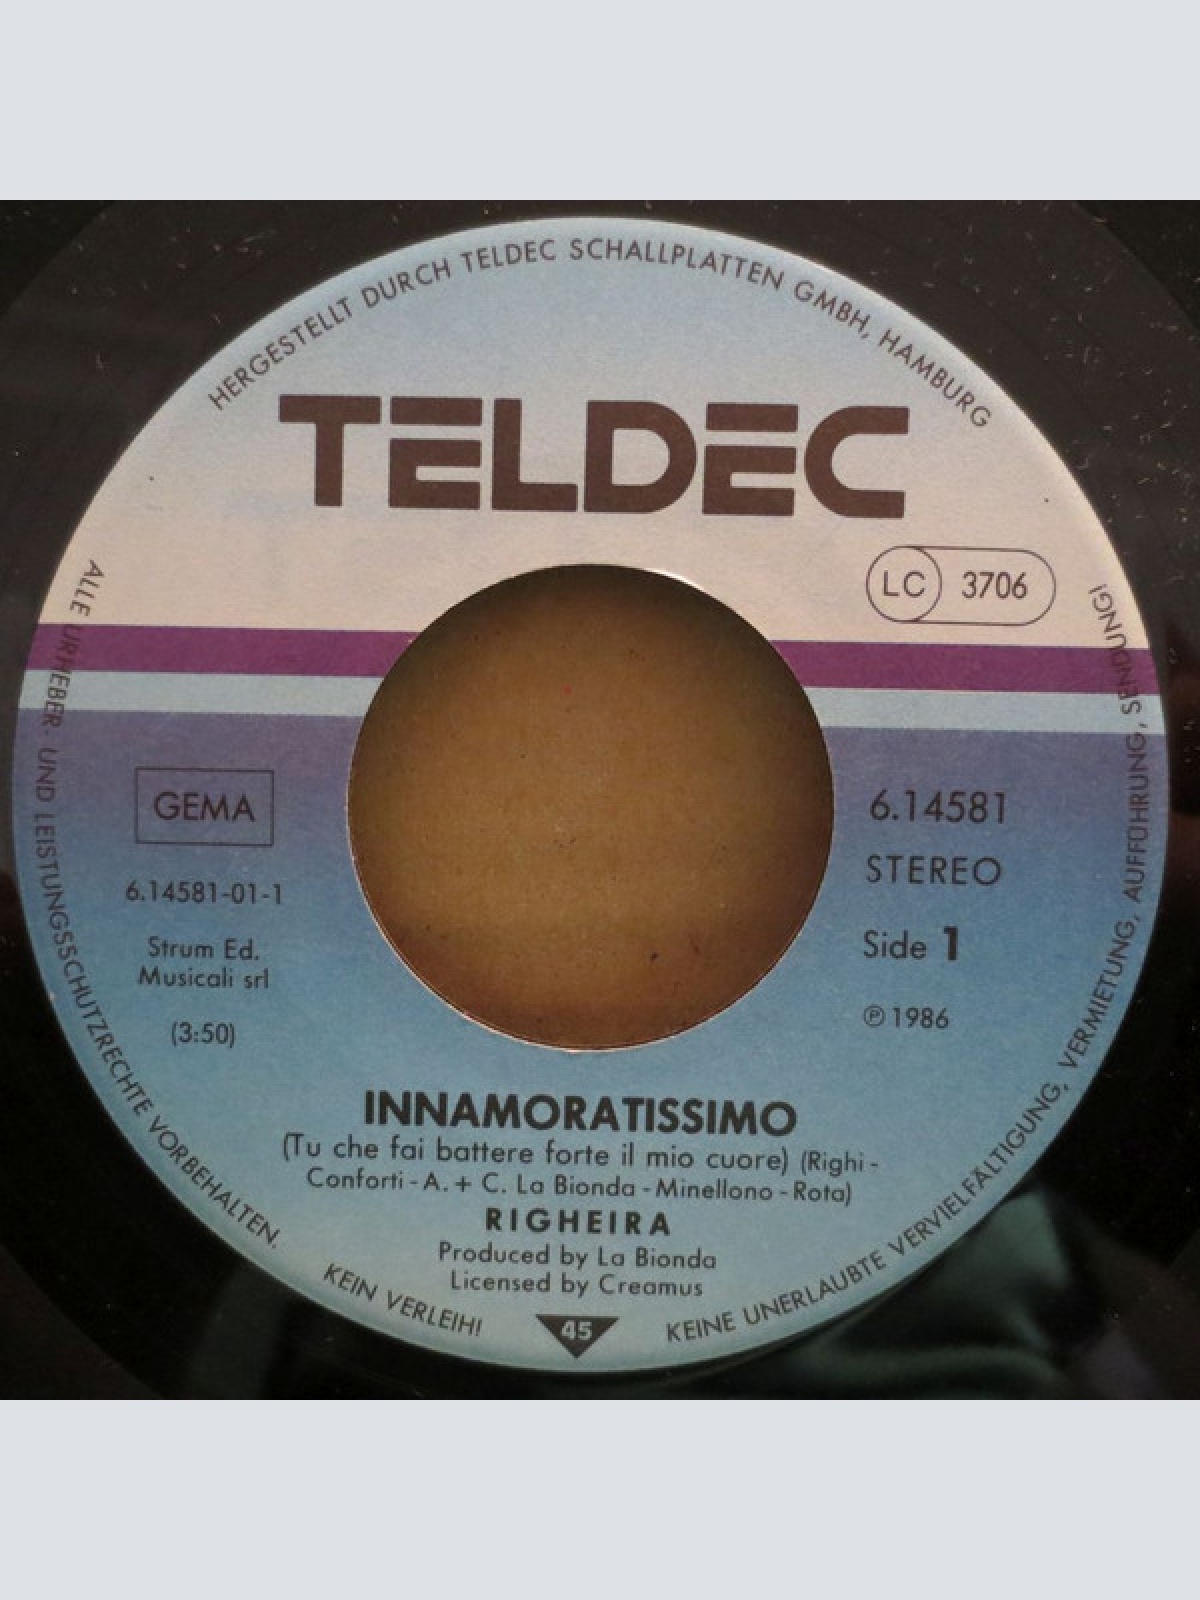 HERGESTELLT DURCH TELDEC SCHALLPLATTEN GMBH, HAMBURG
TELDEC
LC 3706
GEMA
6.14581-01-1
Strum Ed.
Musicali srl
(3:50)
6.14581
STEREO
Side 1
℗ 1986
INNAMORATISSIMO
(Tu che fai battere forte il mio cuore) (Righi -
Conforti - A. + C. La Bionda - Minellono - Rota)
RIGHEIRA
Produced by La Bionda
Licensed by Creamus
45
ALLE URHEBER- UND LEISTUNGSSCHUTZRECHTE VORBEHALTEN.
KEIN VERLEIH!
KEINE UNERLAUBTE VERVIELFÄLTIGUNG, VERMIETUNG, AUFFÜHRUNG, SENDUNG!